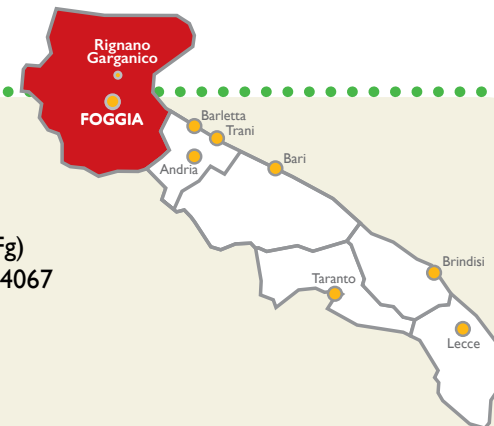 Rignano
Garganico
FOGGIA
Barletta
Trani
Andria
Bari
Fg)
4067
Brindisi
Taranto
Lecce